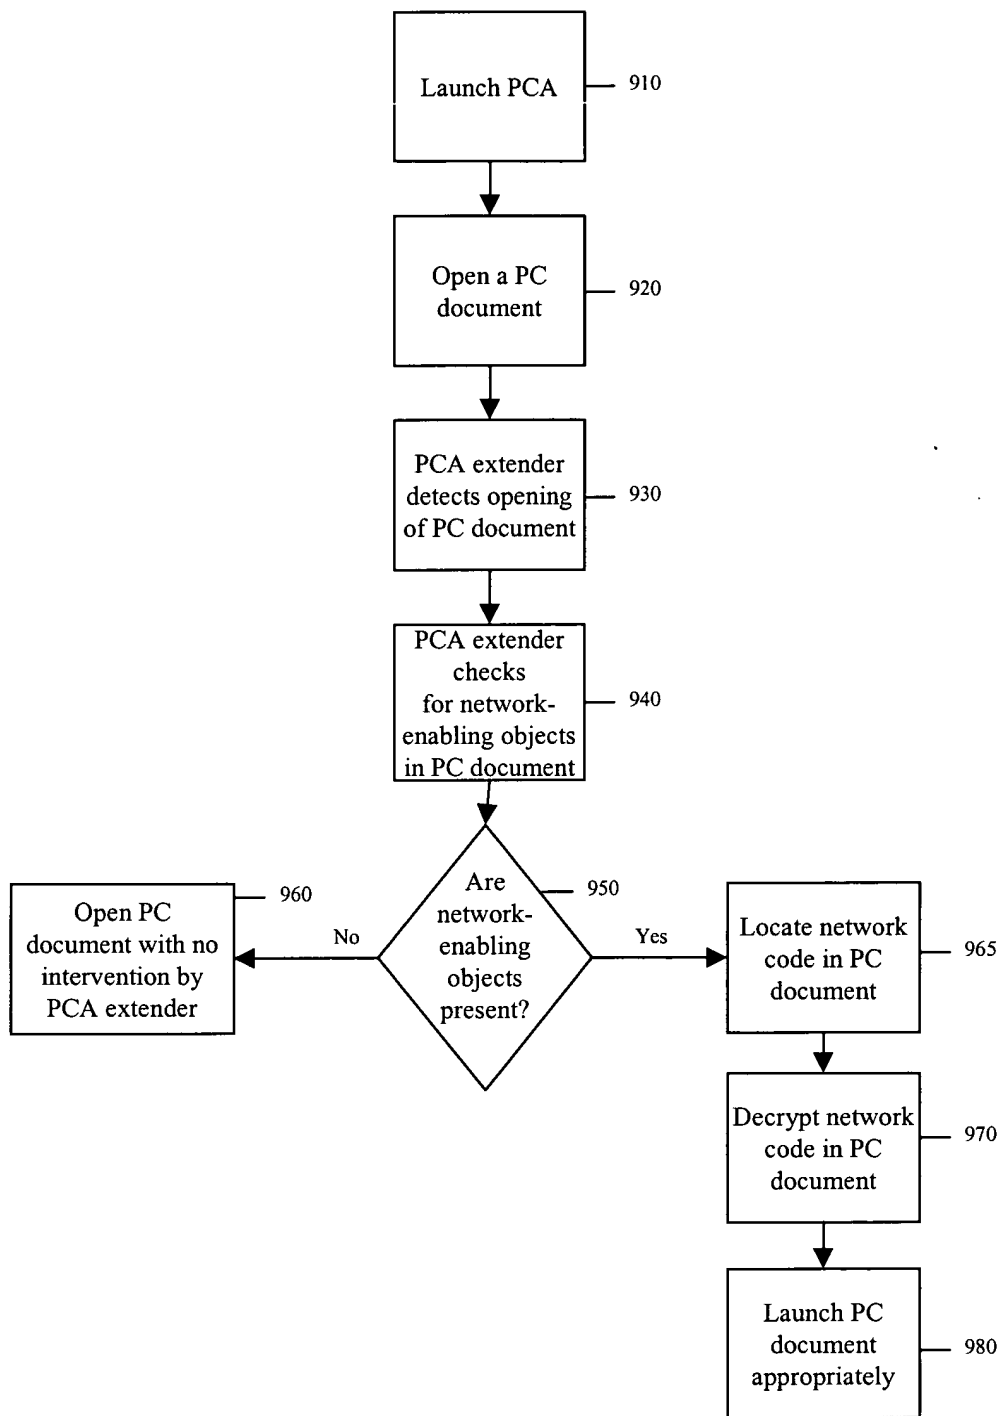 Launch PCA
910
Open a PC
document
920
PCA extender
detects opening
of PC document
930
PCA extender
checks
for network-
enabling objects
in PC document
940
Are
network-
enabling
objects
present?
950
No
Yes
Open PC
document with no
intervention by
PCA extender
960
Locate network
code in PC
document
965
Decrypt network
code in PC
document
970
Launch PC
document
appropriately
980